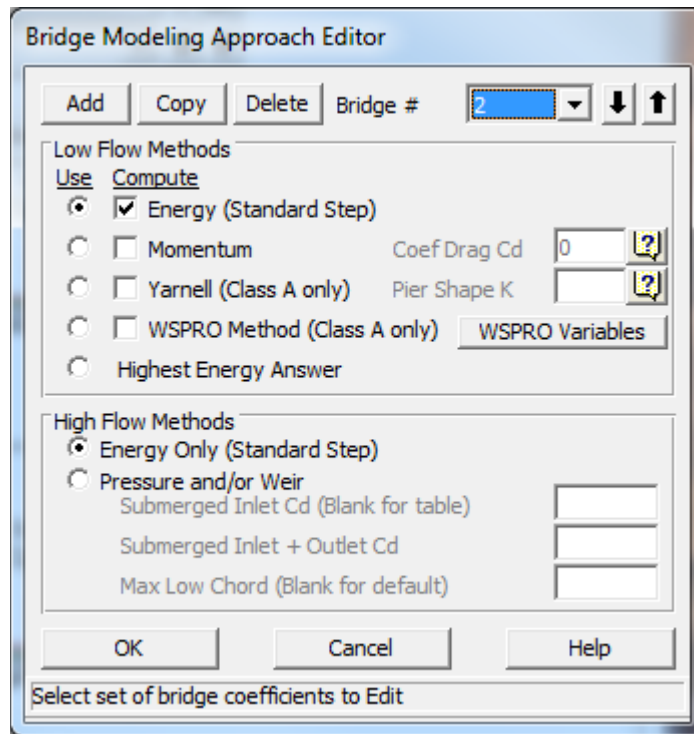 Bridge Modeling Approach Editor
Add Copy Delete Bridge # 2
Low Flow Methods
Use Compute
Energy (Standard Step)
Momentum Coef Drag Cd 0 ?
Yarnell (Class A only) Pier Shape K ?
WSPRO Method (Class A only) WSPRO Variables
Highest Energy Answer
High Flow Methods
Energy Only (Standard Step)
Pressure and/or Weir
Submerged Inlet Cd (Blank for table)
Submerged Inlet + Outlet Cd
Max Low Chord (Blank for default)
OK Cancel Help
Select set of bridge coefficients to Edit